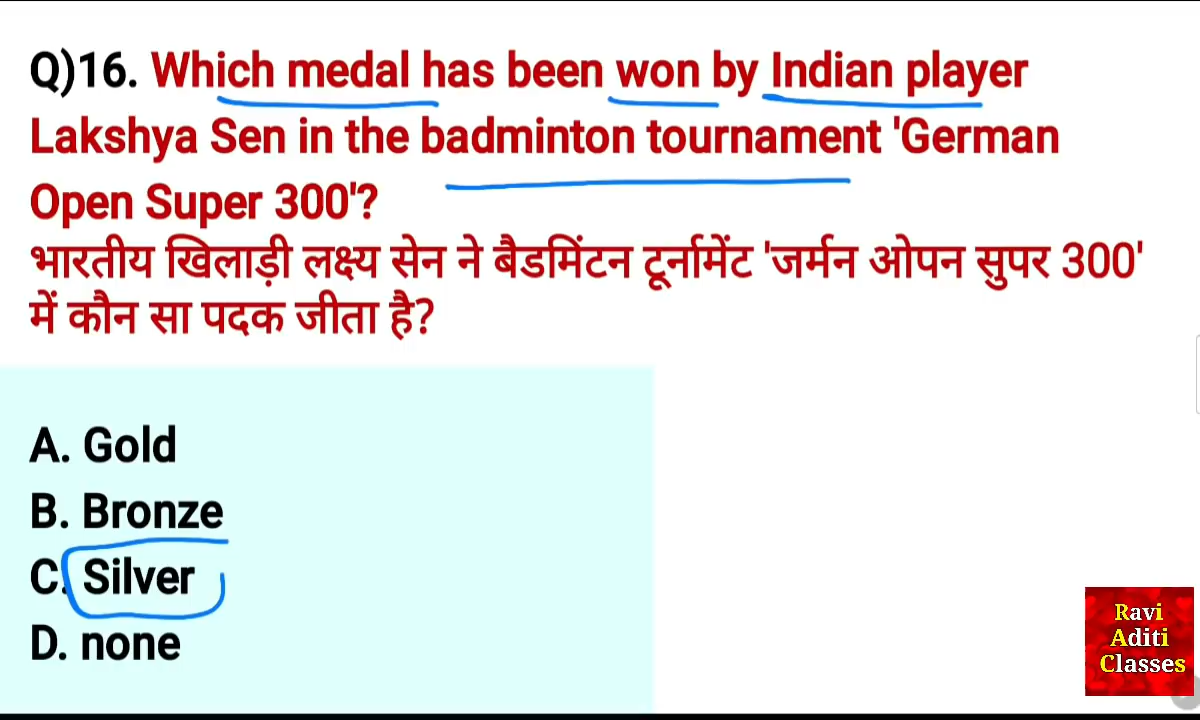 Q)16. Which medal has been won by Indian player
Lakshya Sen in the badminton tournament 'German
Open Super 300'?
भारतीय खिलाड़ी लक्ष्य सेन ने बैडमिंटन टूर्नामेंट 'जर्मन ओपन सुपर 300'
में कौन सा पदक जीता है?
A. Gold
B. Bronze
C. Silver
D. none
Ravi
Aditi
Classes